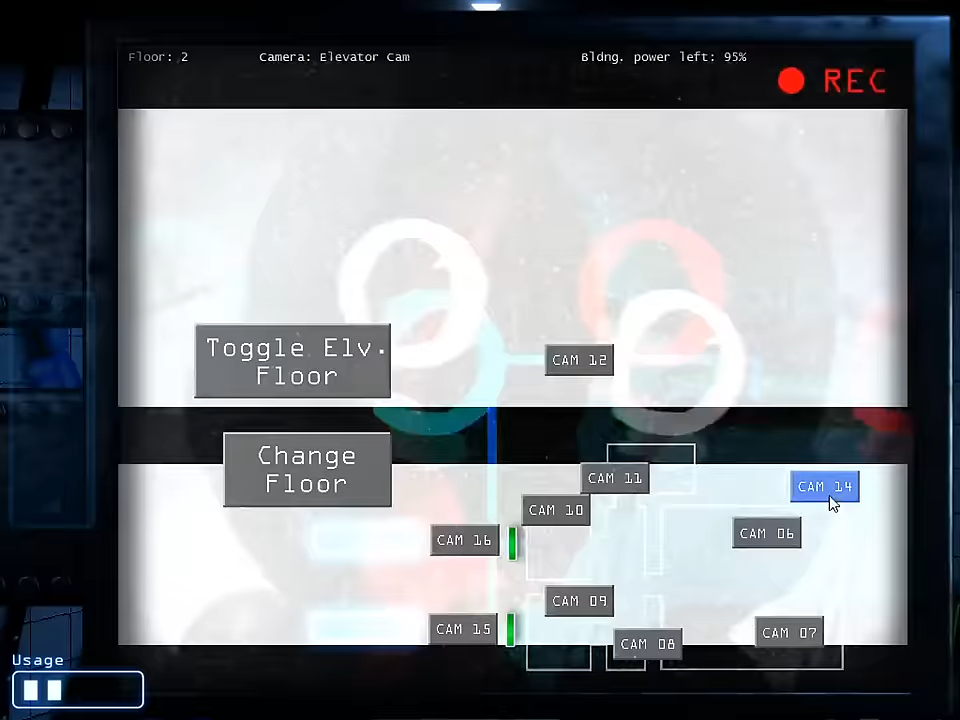 Floor: 2 Camera: Elevator Cam Bldng. power left: 95%
REC
Toggle Elv.
Floor
CAM 12
Change
Floor
CAM 11
CAM 14
CAM 10
CAM 06
CAM 16
CAM 09
CAM 15
CAM 07
CAM 08
Usage